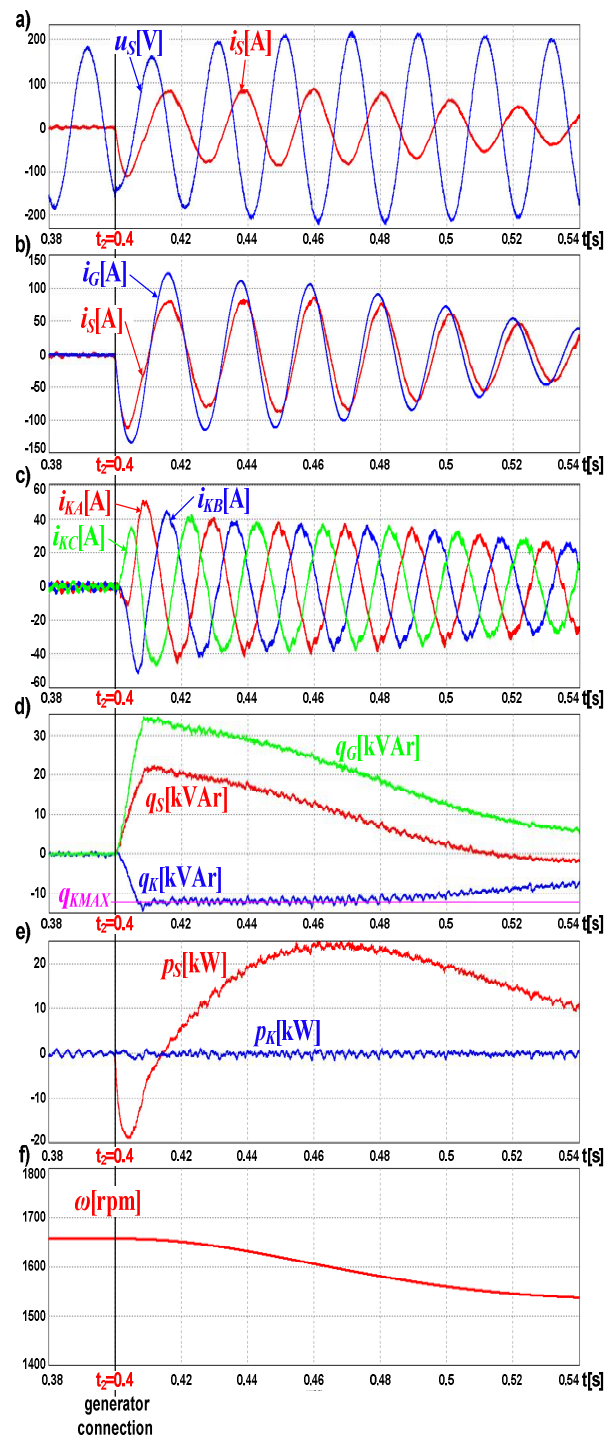 a)
u_S[V] i_S[A]
200
100
0
-100
-200
0.38 t₂=0.4 0.42 0.44 0.46 0.48 0.5 0.52 0.54 t[s]
b)
150
i_G[A]
100
i_S[A]
50
0
-50
-100
-150
0.38 t₂=0.4 0.42 0.44 0.46 0.48 0.5 0.52 0.54 t[s]
c)
60
i_KA[A] i_KB[A]
40
i_KC[A]
20
0
-20
-40
-60
0.38 t₂=0.4 0.42 0.44 0.46 0.48 0.5 0.52 0.54 t[s]
d)
30
q_G[kVAr]
20
q_S[kVAr]
10
0
q_K[kVAr]
q_KMAX
-10
0.38 t₂=0.4 0.42 0.44 0.46 0.48 0.5 0.52 0.54 t[s]
e)
20
p_S[kW]
10
p_K[kW]
0
-10
-20
0.38 t₂=0.4 0.42 0.44 0.46 0.48 0.5 0.52 0.54 t[s]
f)
1800
ω[rpm]
1700
1600
1500
1400
0.38 t₂=0.4 0.42 0.44 0.46 0.48 0.5 0.52 0.54 t[s]
generator
connection